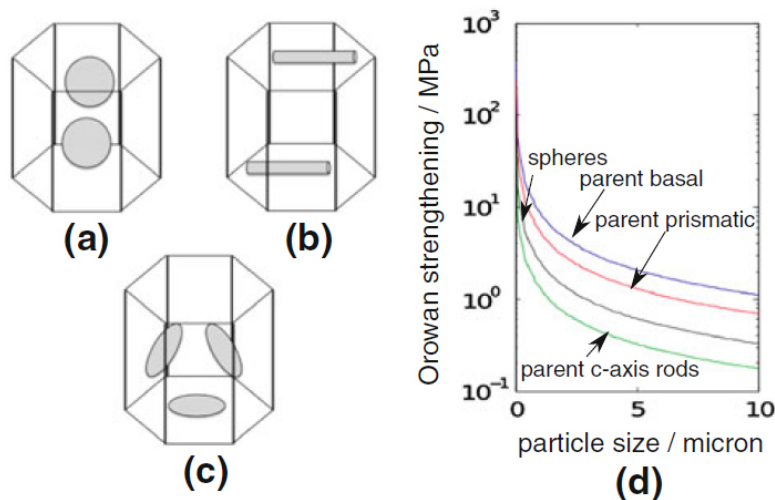 (a)
(b)
(c)
Orowan strengthening / MPa
10³
10²
10¹
10⁰
10⁻¹
spheres
parent basal
parent prismatic
parent c-axis rods
0
5
10
particle size / micron
(d)